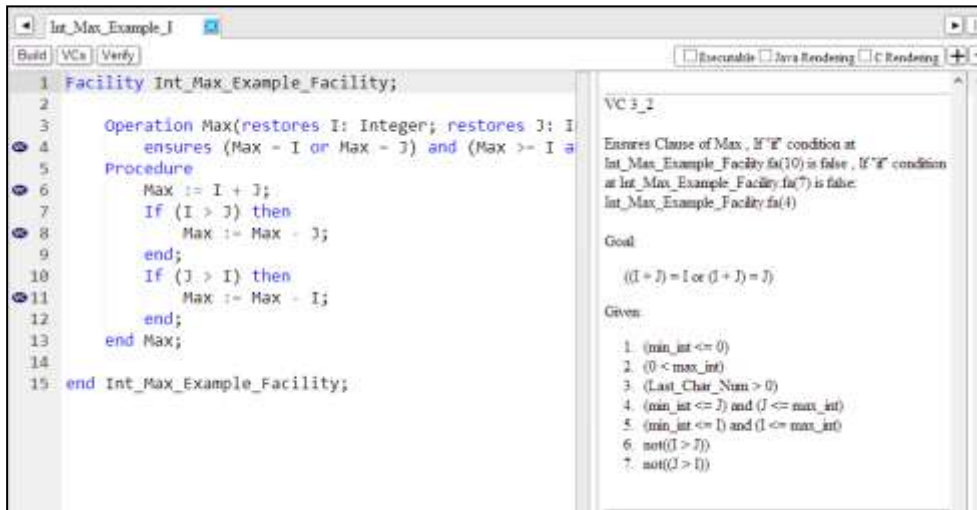 Int_Max_Example_I
Build VCs Verify
Executable Java Rendering C Rendering +
1 Facility Int_Max_Example_Facility;
2
3 Operation Max(restores I: Integer; restores J: I
4 ensures (Max = I or Max = J) and (Max >= I a
5 Procedure
6 Max := I + J;
7 If (I > J) then
8 Max := Max - J;
9 end;
10 If (J > I) then
11 Max := Max - I;
12 end;
13 end Max;
14
15 end Int_Max_Example_Facility;
VC 3_2
Ensures Clause of Max , If "if" condition at
Int_Max_Example_Facility.fa(10) is false , If "if" condition
at Int_Max_Example_Facility.fa(7) is false:
Int_Max_Example_Facility.fa(4)
Goal:
((I + J) = I or (I + J) = J)
Given:
1. (min_int <= 0)
2. (0 < max_int)
3. (Last_Char_Num > 0)
4. (min_int <= J) and (J <= max_int)
5. (min_int <= I) and (I <= max_int)
6. not((I > J))
7. not((J > I))